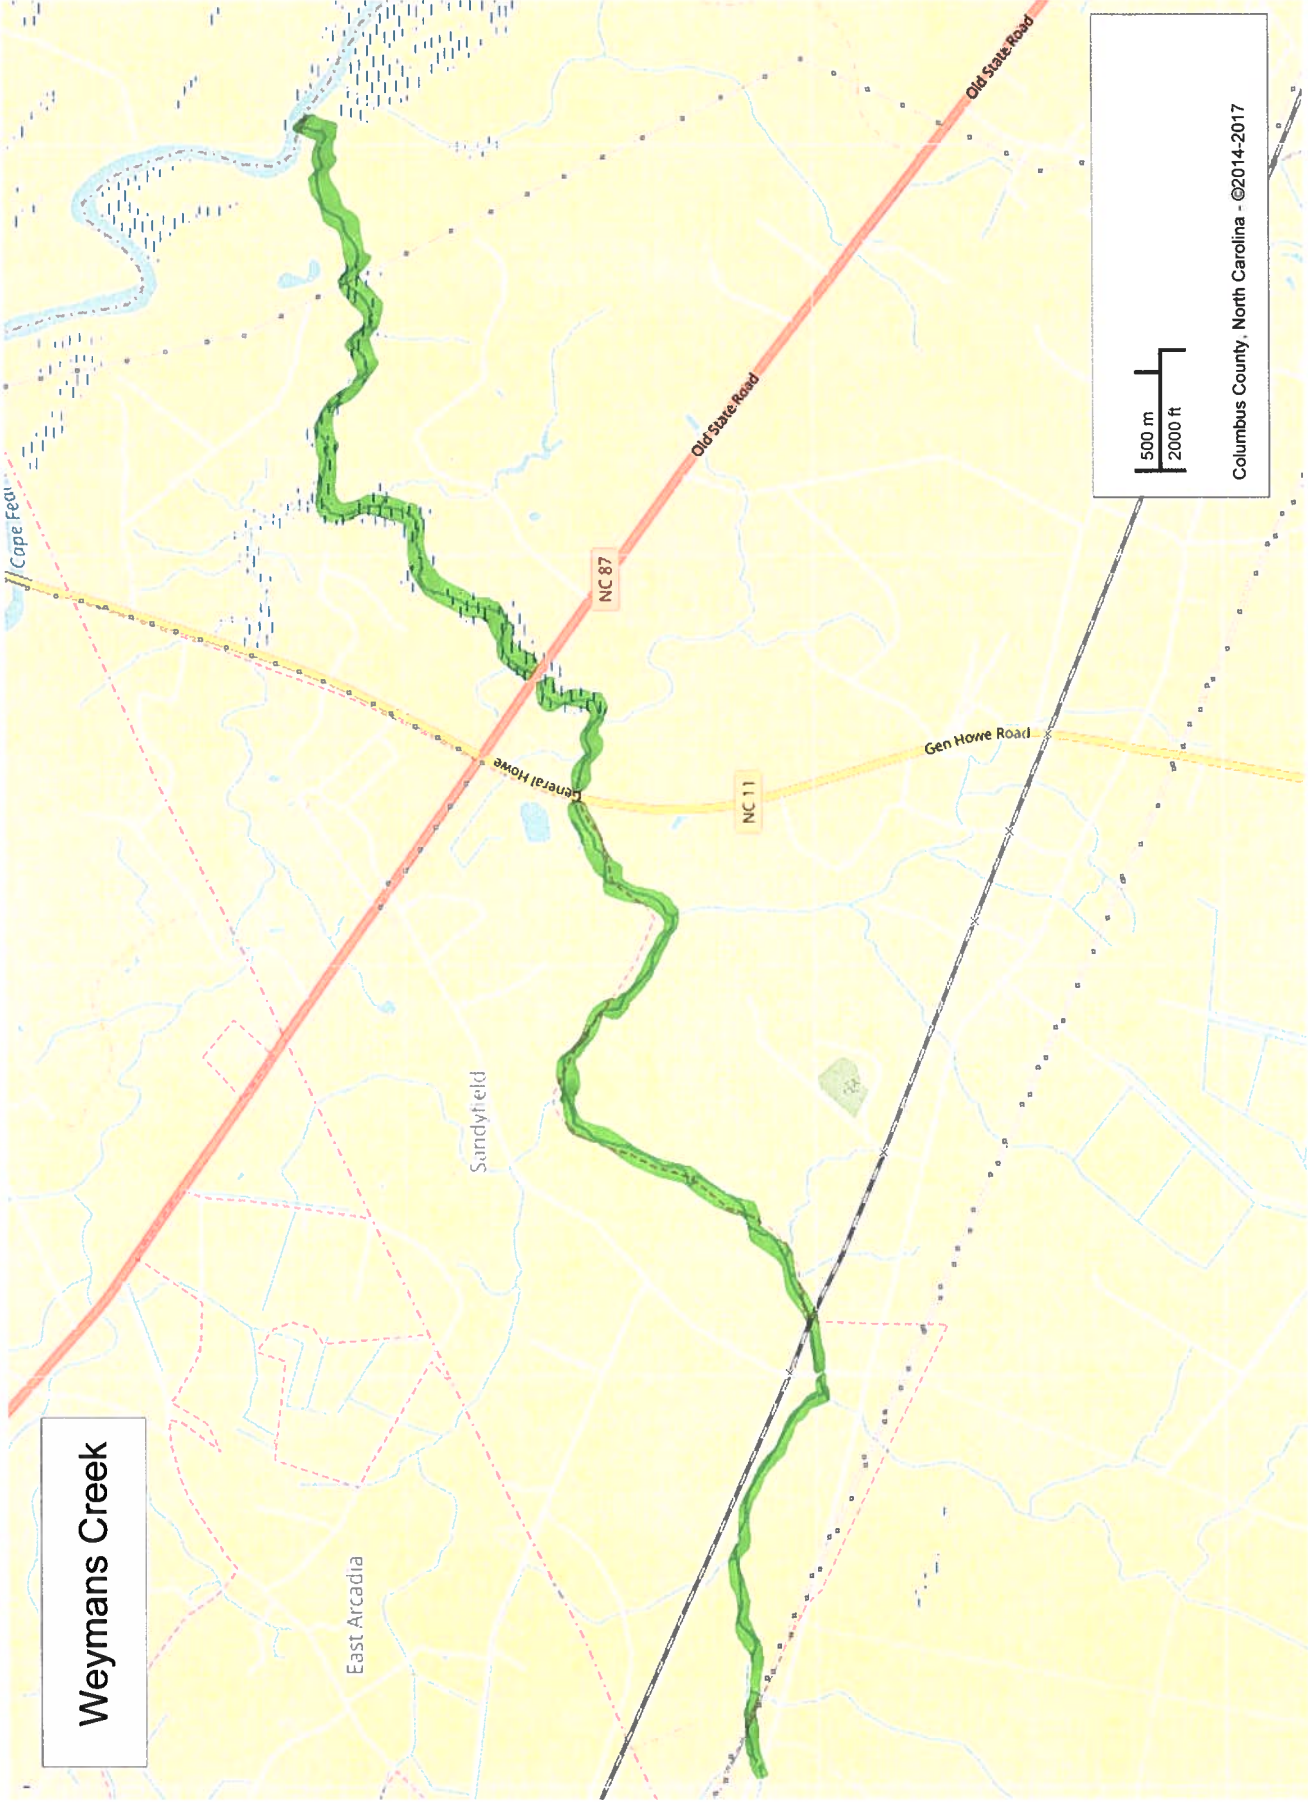 Weymans Creek
Cape Fear
Old State Road
NC 87
Old State Road
General Howe
Gen Howe Road
NC 11
Sandyfield
East Arcadia
500 m
2000 ft
Columbus County, North Carolina - ©2014-2017